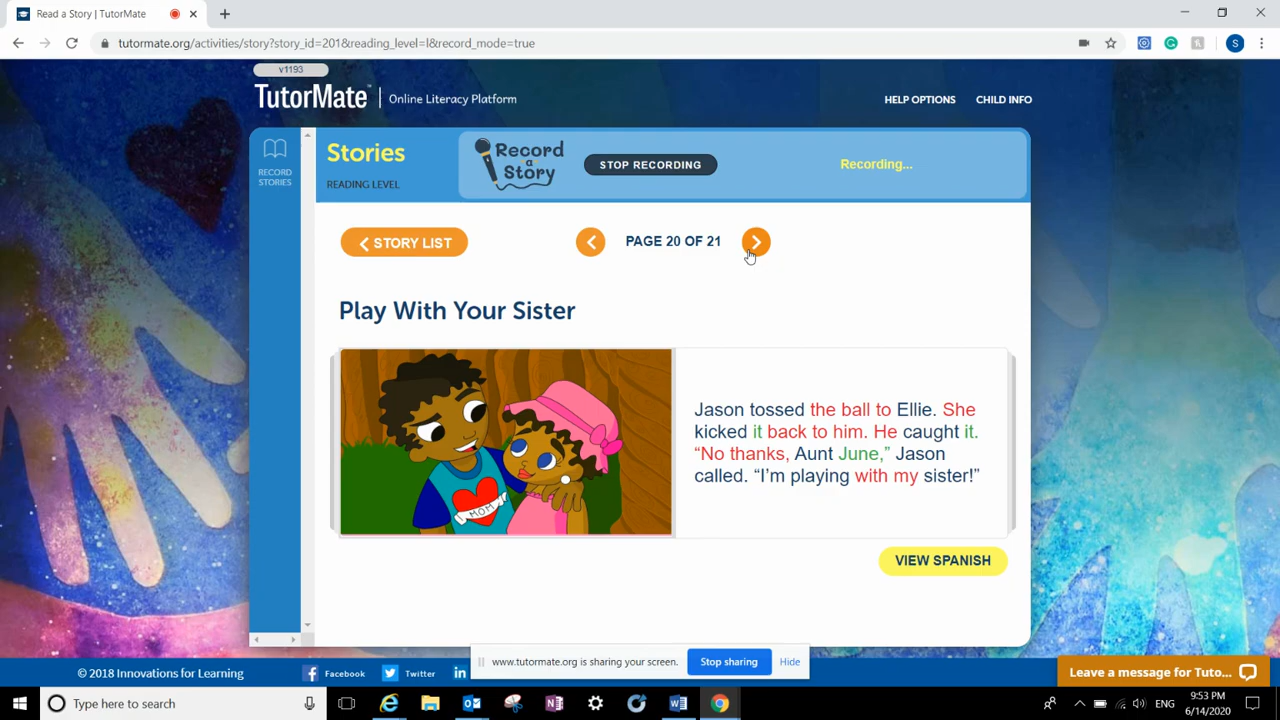 Read a Story | TutorMate
tutormate.org/activities/story?story_id=201&reading_level=I&record_mode=true
S
v1193
TutorMate
Online Literacy Platform
HELP OPTIONS
CHILD INFO
RECORD
STORIES
Stories
READING LEVEL
Record
a
Story
STOP RECORDING
Recording...
STORY LIST
PAGE 20 OF 21
Play With Your Sister
MOM
Jason tossed the ball to Ellie. She
kicked it back to him. He caught it.
“No thanks, Aunt June,” Jason
called. “I’m playing with my sister!”
VIEW SPANISH
www.tutormate.org is sharing your screen.
Stop sharing
Hide
© 2018 Innovations for Learning
Facebook
Twitter
in
Leave a message for Tuto...
Type here to search
ENG
9:53 PM
6/14/2020